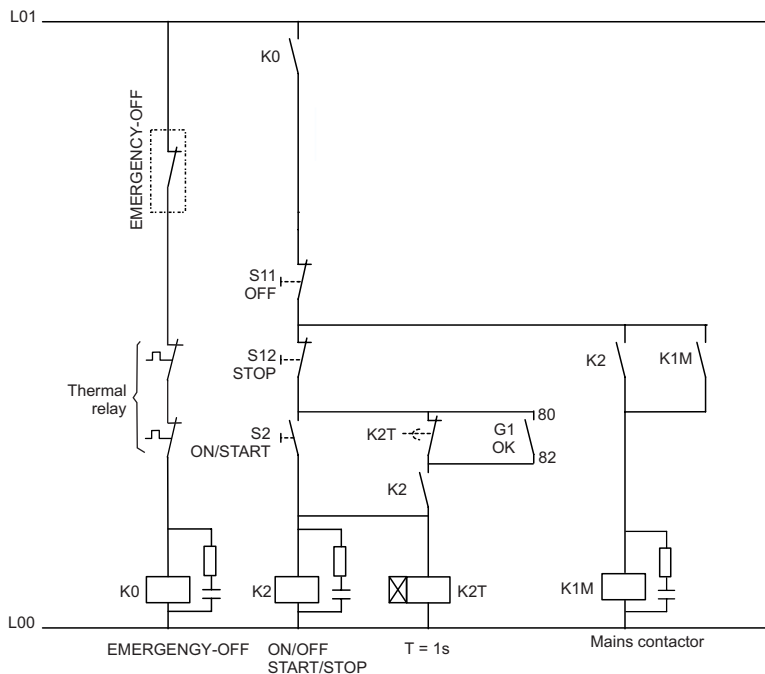 L01
K0
EMERGENCY-OFF
S11
OFF
S12
STOP
K2
K1M
Thermal
relay
S2
ON/START
K2T
80
G1
OK
82
K2
K0
K2
K2T
K1M
L00
EMERGENGY-OFF
ON/OFF
START/STOP
T = 1s
Mains contactor